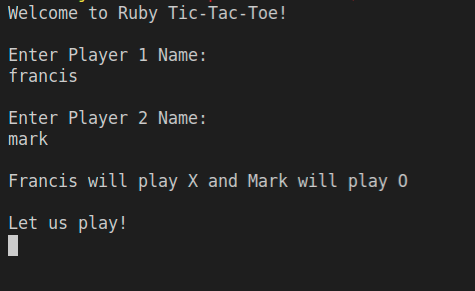 Welcome to Ruby Tic-Tac-Toe!
Enter Player 1 Name:
francis
Enter Player 2 Name:
mark
Francis will play X and Mark will play O
Let us play!